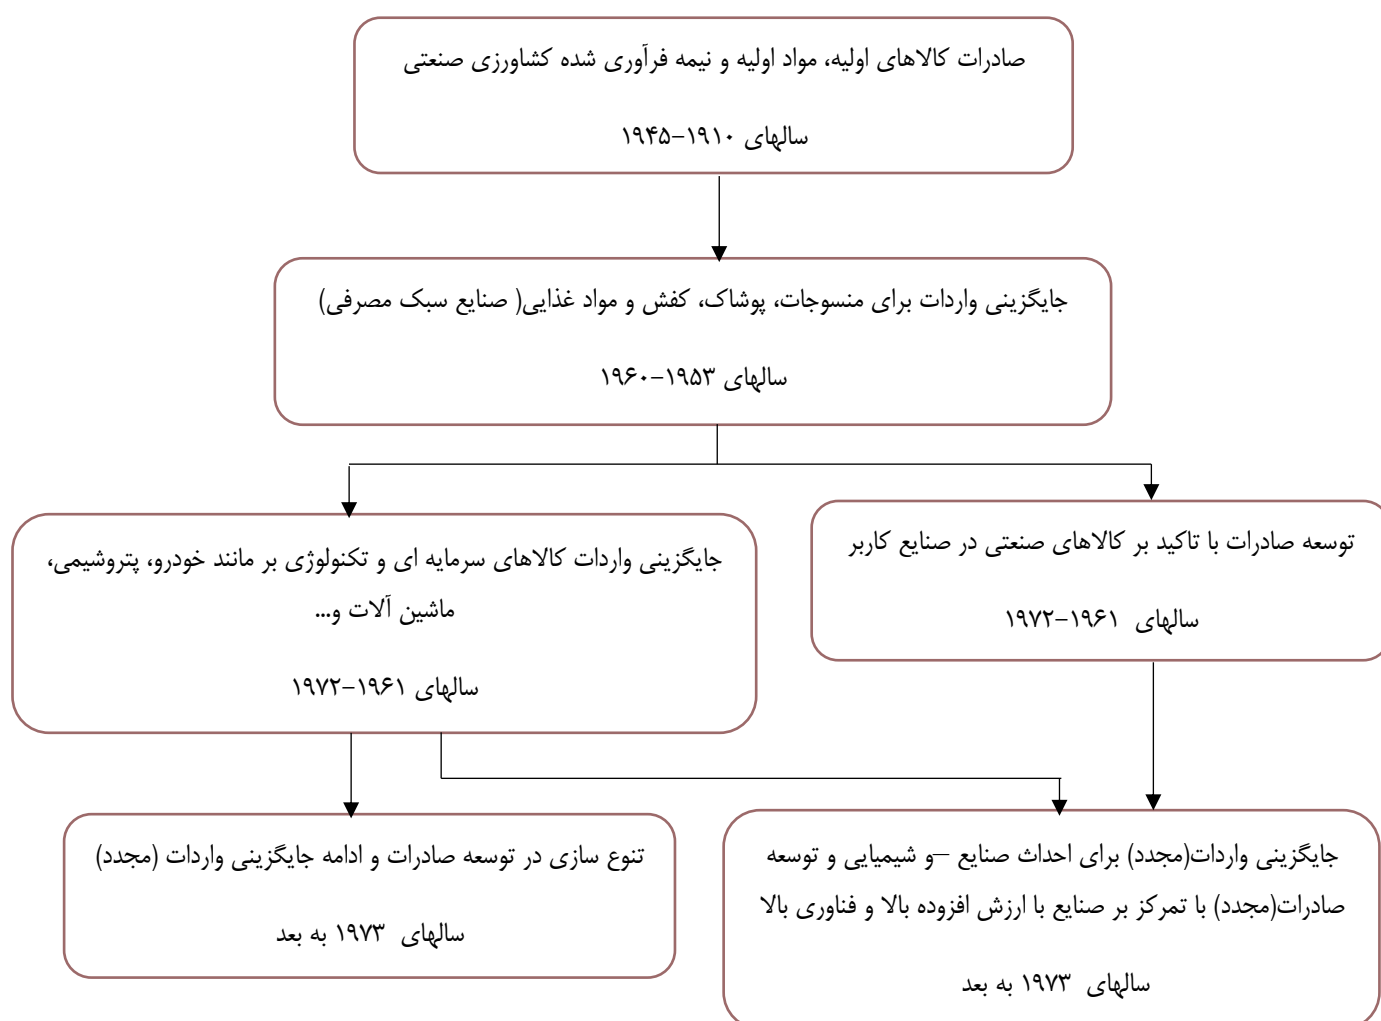 صادرات کالاهای اولیه، مواد اولیه و نیمه فرآوری شده کشاورزی صنعتی
سالهای ۱۹۱۰–۱۹۴۵
جایگزینی واردات برای منسوجات، پوشاک، کفش و مواد غذایی( صنایع سبک مصرفی)
سالهای ۱۹۵۳–۱۹۶۰
توسعه صادرات با تاکید بر کالاهای صنعتی در صنایع کاربر
سالهای ۱۹۶۱–۱۹۷۲
جایگزینی واردات کالاهای سرمایه ای و تکنولوژی بر مانند خودرو، پتروشیمی،
ماشین آلات و...
سالهای ۱۹۶۱–۱۹۷۲
جایگزینی واردات(مجدد) برای احداث صنایع –و شیمیایی و توسعه
صادرات(مجدد) با تمرکز بر صنایع با ارزش افزوده بالا و فناوری بالا
سالهای ۱۹۷۳ به بعد
تنوع سازی در توسعه صادرات و ادامه جایگزینی واردات (مجدد)
سالهای ۱۹۷۳ به بعد